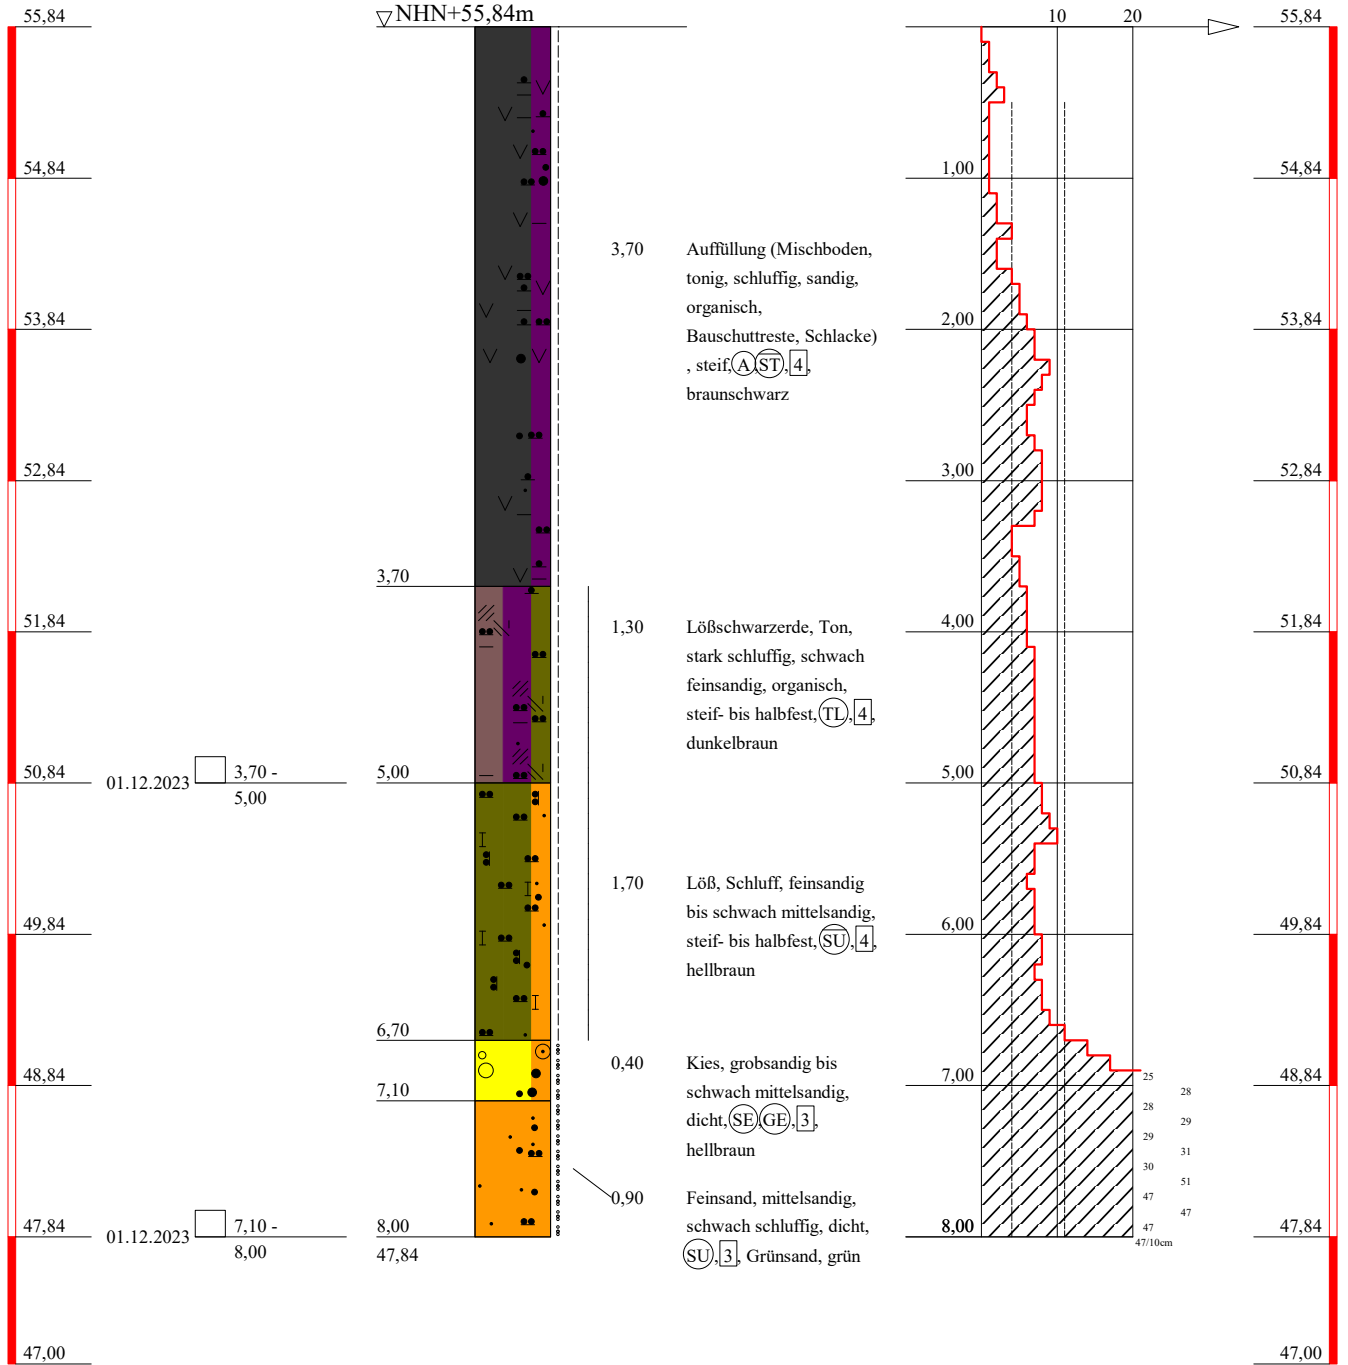 55,84
NHN+55,84m
10 20
55,84
54,84
1,00
54,84
3,70 Auffüllung (Mischboden,
tonig, schluffig, sandig,
organisch,
Bauschuttreste, Schlacke)
, steif, A, ST, 4,
braunschwarz
53,84
2,00
53,84
52,84
3,00
52,84
3,70
51,84
1,30 Lößschwarzerde, Ton,
stark schluffig, schwach
feinsandig, organisch,
steif- bis halbfest, TL, 4,
dunkelbraun
4,00
51,84
50,84
01.12.2023 3,70 -
5,00
5,00
5,00
50,84
1,70 Löß, Schluff, feinsandig
bis schwach mittelsandig,
steif- bis halbfest, SU, 4,
hellbraun
49,84
6,00
49,84
6,70
0,40 Kies, grobsandig bis
schwach mittelsandig,
dicht, SE, GE, 3,
hellbraun
48,84
7,10
7,00
48,84
25
28
28
29
29
31
30
51
47
47
47
47/10cm
0,90 Feinsand, mittelsandig,
schwach schluffig, dicht,
SU, 3, Grünsand, grün
47,84
01.12.2023 7,10 -
8,00
8,00
47,84
8,00
47,84
47,00
47,00